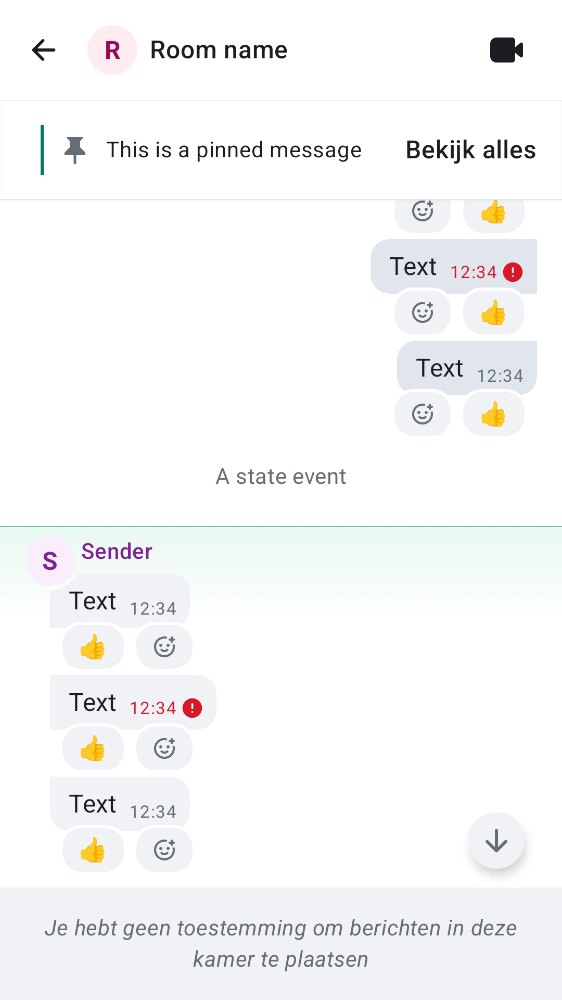 R Room name
This is a pinned message Bekijk alles
Text 12:34
Text 12:34
A state event
S Sender
Text 12:34
Text 12:34
Text 12:34
Je hebt geen toestemming om berichten in deze
kamer te plaatsen